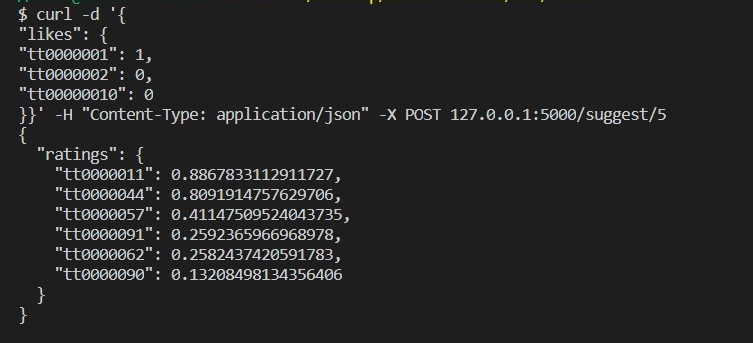 $ curl -d '{
"likes": {
"tt0000001": 1,
"tt0000002": 0,
"tt00000010": 0
}}' -H "Content-Type: application/json" -X POST 127.0.0.1:5000/suggest/5
{
  "ratings": {
    "tt0000011": 0.8867833112911727,
    "tt0000044": 0.8091914757629706,
    "tt0000057": 0.41147509524043735,
    "tt0000091": 0.2592365966968978,
    "tt0000062": 0.2582437420591783,
    "tt0000090": 0.13208498134356406
  }
}